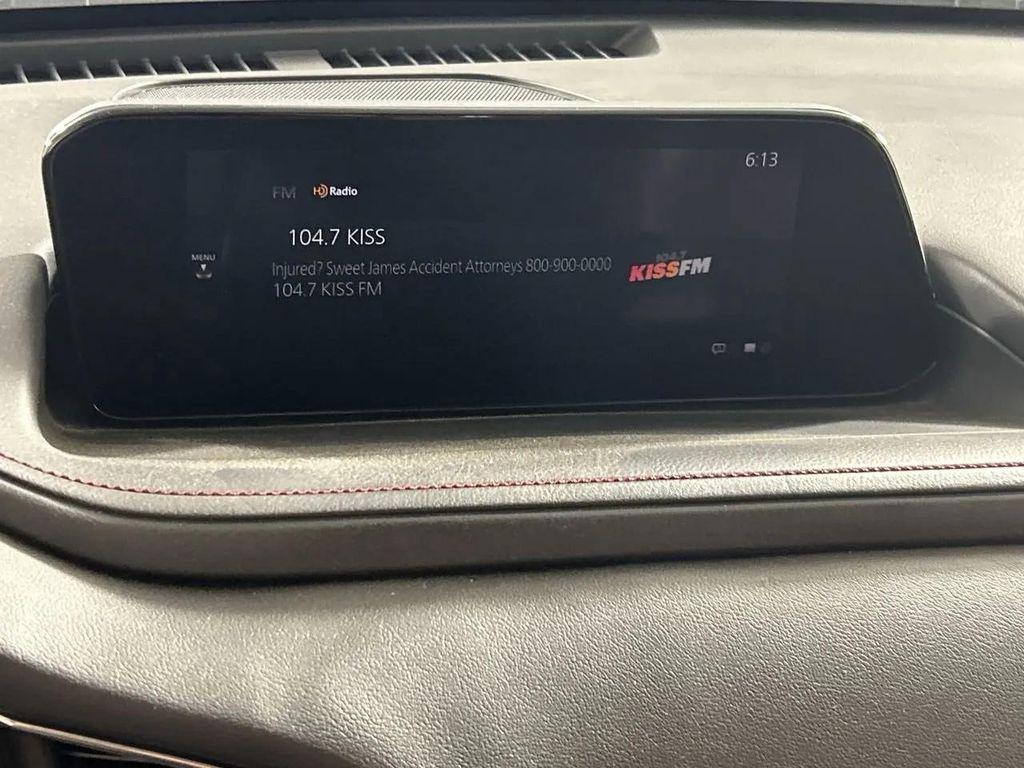 6:13
FM HD Radio
104.7 KISS
MENU
Injured? Sweet James Accident Attorneys 800-900-0000
104.7 KISS FM
104.7
KISSFM